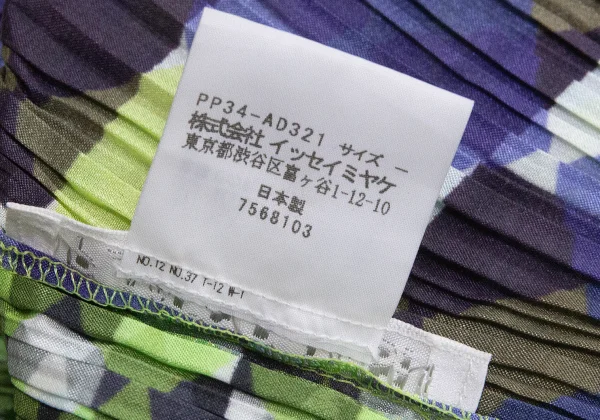 PP34-AD321 サイズ —
株式会社 イッセイミヤケ
東京都渋谷区富ヶ谷1-12-10
日本製
7568103
NO.12 NO.37 T-12 W-1